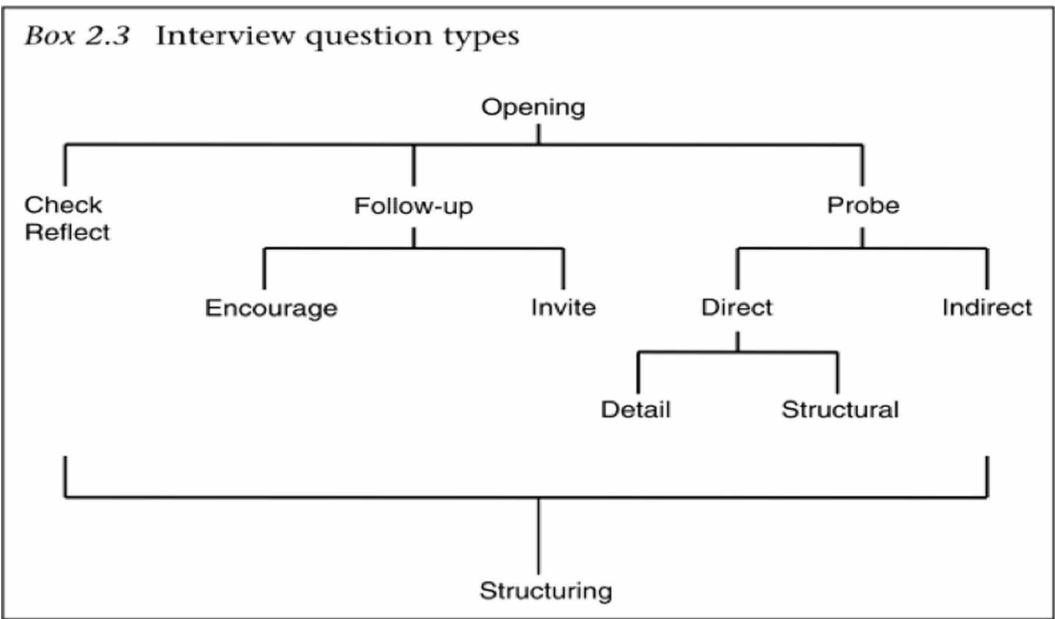 Box 2.3 Interview question types
Opening
Check
Reflect
Follow-up
Probe
Encourage
Invite
Direct
Indirect
Detail
Structural
Structuring